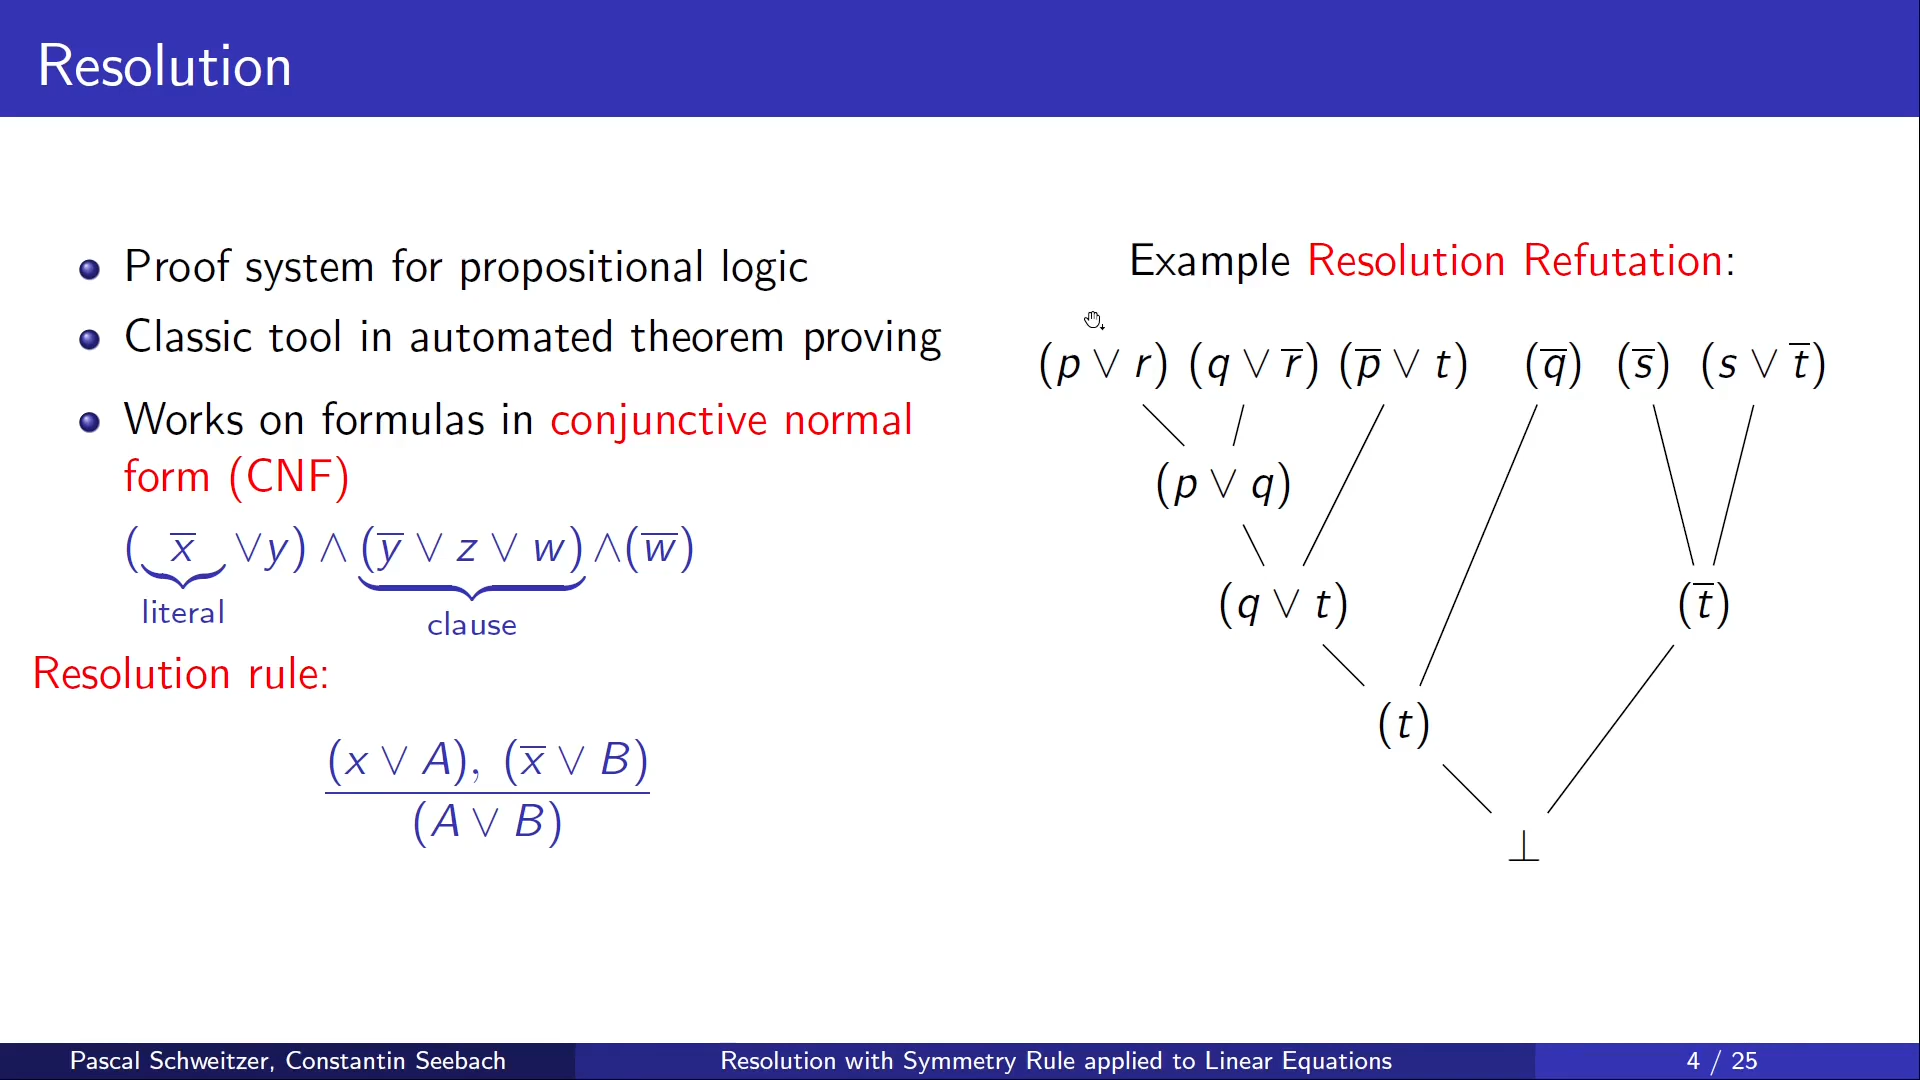 Resolution
Proof system for propositional logic
Classic tool in automated theorem proving
Works on formulas in conjunctive normal
form (CNF)
(x̅ ∨ y) ∧ (y̅ ∨ z ∨ w) ∧ (w̅)
literal
clause
Resolution rule:
(x ∨ A), (x̅ ∨ B)
(A ∨ B)
Example Resolution Refutation:
(p ∨ r) (q ∨ r̅) (p̅ ∨ t) (q̅) (s̅) (s ∨ t̅)
(p ∨ q)
(q ∨ t) (t̅)
(t)
⊥
Pascal Schweitzer, Constantin Seebach
Resolution with Symmetry Rule applied to Linear Equations
4 / 25